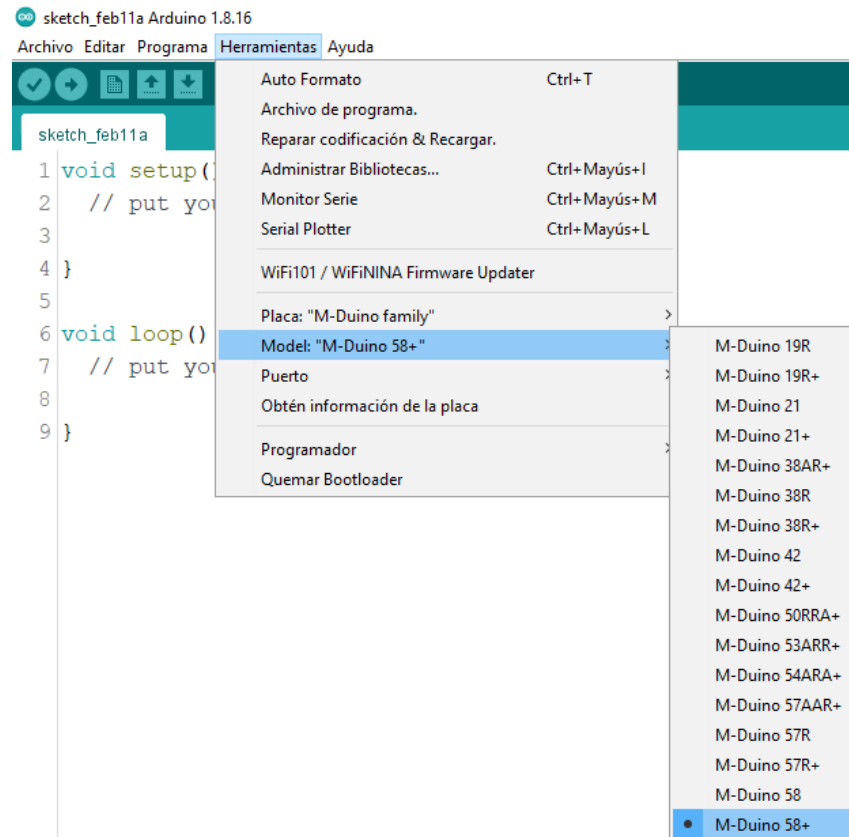 sketch_feb11a Arduino 1.8.16
Archivo Editar Programa Herramientas Ayuda
sketch_feb11a
1 void setup()
2 // put you
3
4 }
5
6 void loop()
7 // put you
8
9 }
Auto Formato Ctrl+T
Archivo de programa.
Reparar codificación & Recargar.
Administrar Bibliotecas... Ctrl+Mayús+I
Monitor Serie Ctrl+Mayús+M
Serial Plotter Ctrl+Mayús+L
WiFi101 / WiFiNINA Firmware Updater
Placa: "M-Duino family"
Model: "M-Duino 58+"
Puerto
Obtén información de la placa
Programador
Quemar Bootloader
M-Duino 19R
M-Duino 19R+
M-Duino 21
M-Duino 21+
M-Duino 38AR+
M-Duino 38R
M-Duino 38R+
M-Duino 42
M-Duino 42+
M-Duino 50RRA+
M-Duino 53ARR+
M-Duino 54ARA+
M-Duino 57AAR+
M-Duino 57R
M-Duino 57R+
M-Duino 58
M-Duino 58+